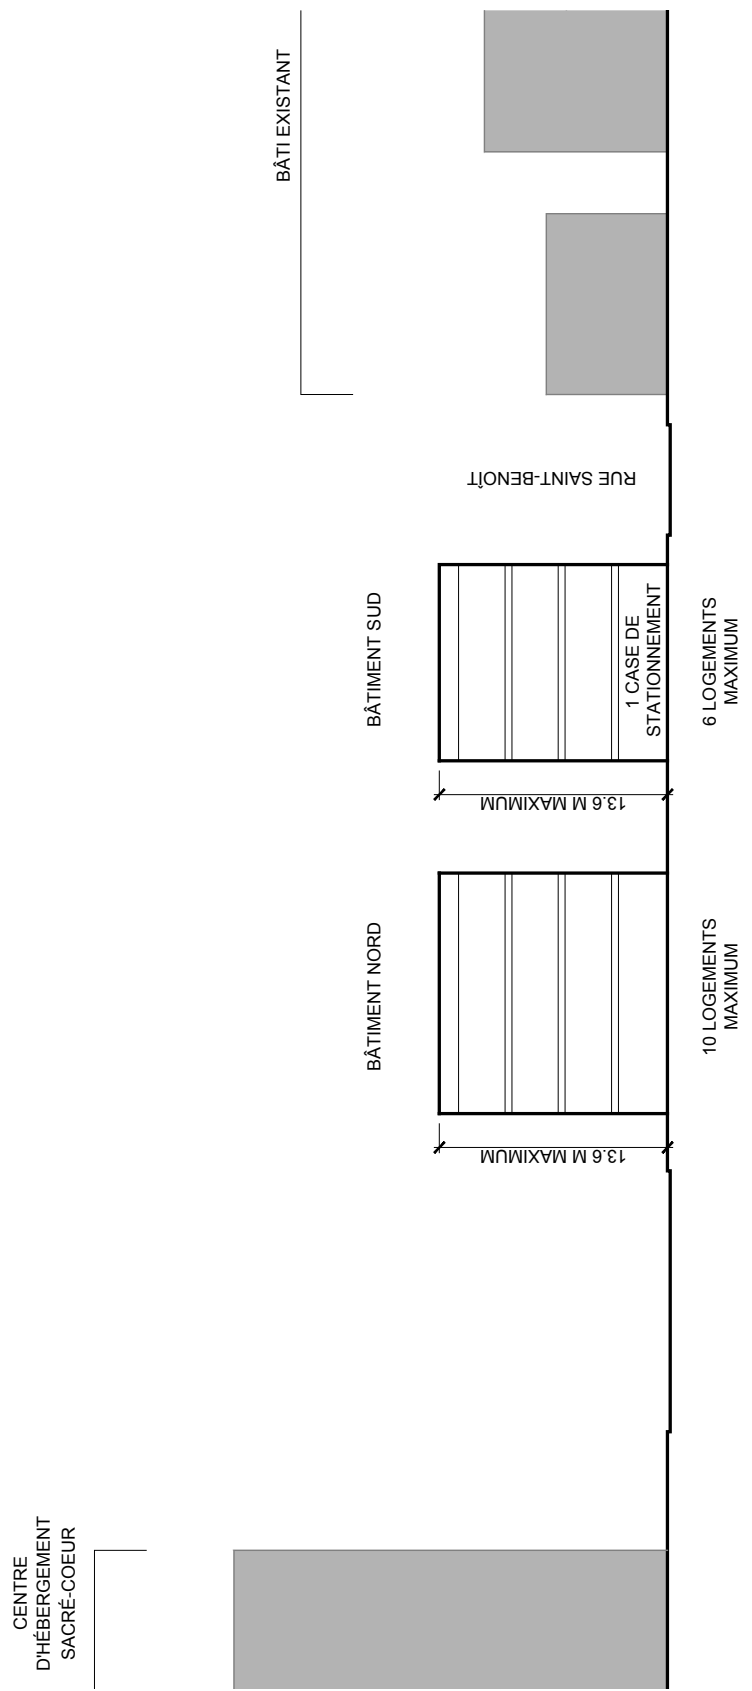 CENTRE
D'HÉBERGEMENT
SACRÉ-COEUR
BÂTIMENT NORD
13.6 M MAXIMUM
10 LOGEMENTS
MAXIMUM
BÂTIMENT SUD
13.6 M MAXIMUM
1 CASE DE
STATIONNEMENT
6 LOGEMENTS
MAXIMUM
RUE SAINT-BENOÎT
BÂTI EXISTANT